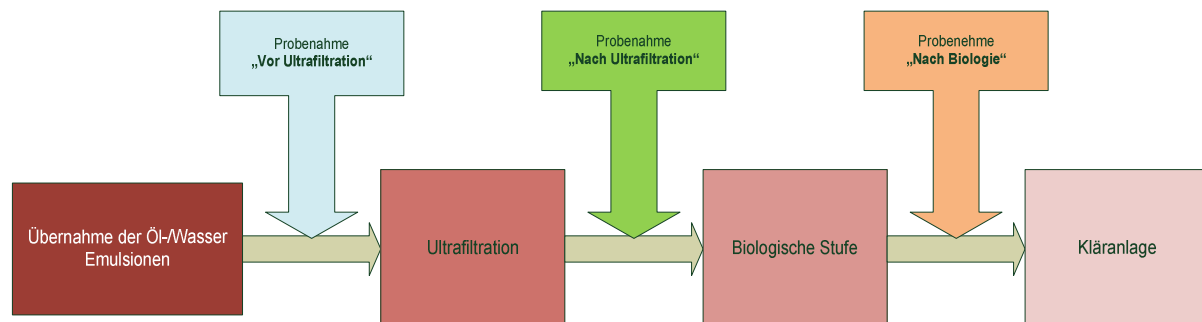 Probenahme
„Vor Ultrafiltration“
Probenahme
„Nach Ultrafiltration“
Probenehme
„Nach Biologie“
Übernahme der Öl-/Wasser
Emulsionen
Ultrafiltration
Biologische Stufe
Kläranlage